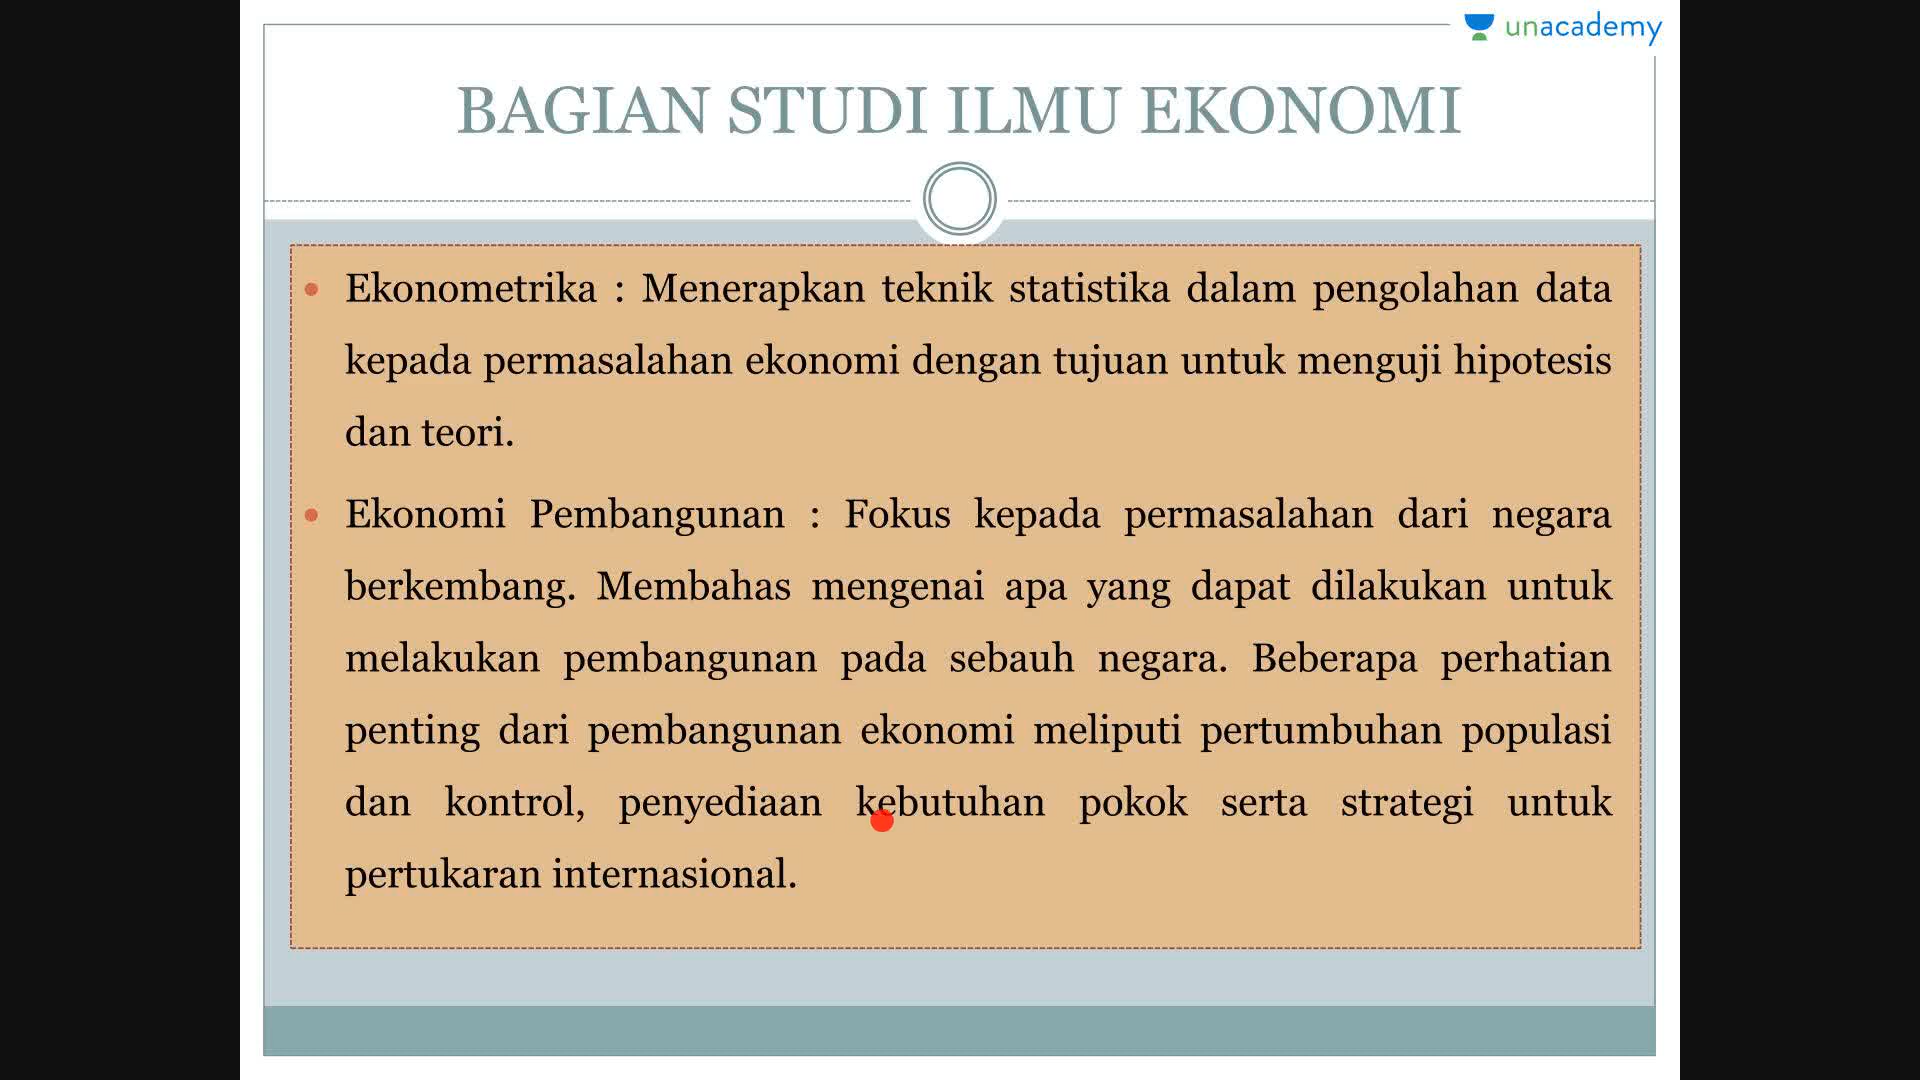 unacademy
BAGIAN STUDI ILMU EKONOMI
• Ekonometrika : Menerapkan teknik statistika dalam pengolahan data
kepada permasalahan ekonomi dengan tujuan untuk menguji hipotesis
dan teori.
• Ekonomi Pembangunan : Fokus kepada permasalahan dari negara
berkembang. Membahas mengenai apa yang dapat dilakukan untuk
melakukan pembangunan pada sebauh negara. Beberapa perhatian
penting dari pembangunan ekonomi meliputi pertumbuhan populasi
dan kontrol, penyediaan kebutuhan pokok serta strategi untuk
pertukaran internasional.